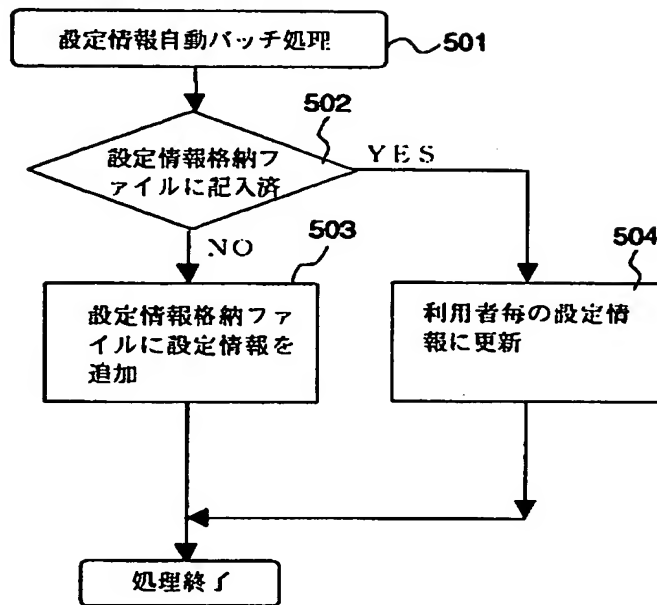 設定情報自動バッチ処理
501
502
設定情報格納フ
ァイルに記入済
YES
NO
503
504
設定情報格納ファ
イルに設定情報を
追加
利用者毎の設定情
報に更新
処理終了